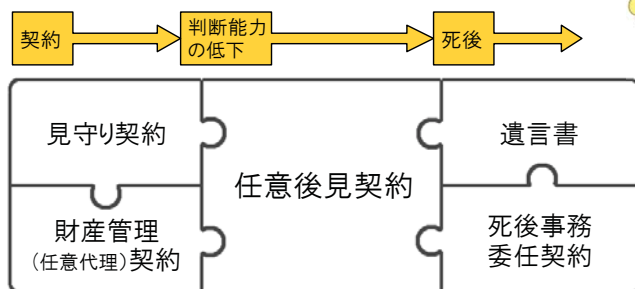 契約
判断能力
の低下
死後
見守り契約
財産管理
(任意代理)契約
任意後見契約
遺言書
死後事務
委任契約